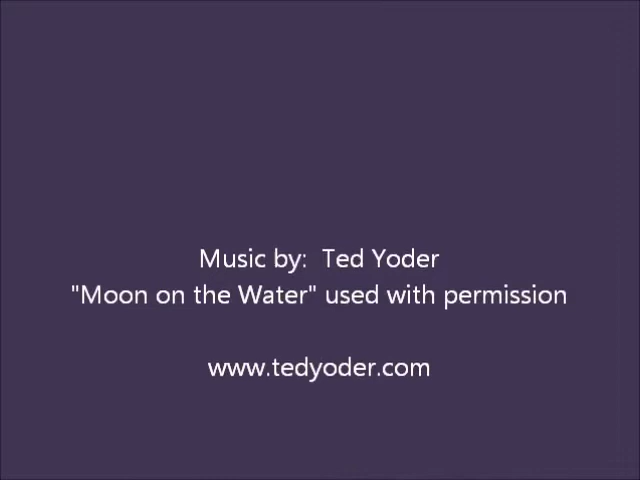 Music by:  Ted Yoder
"Moon on the Water" used with permission
www.tedyoder.com